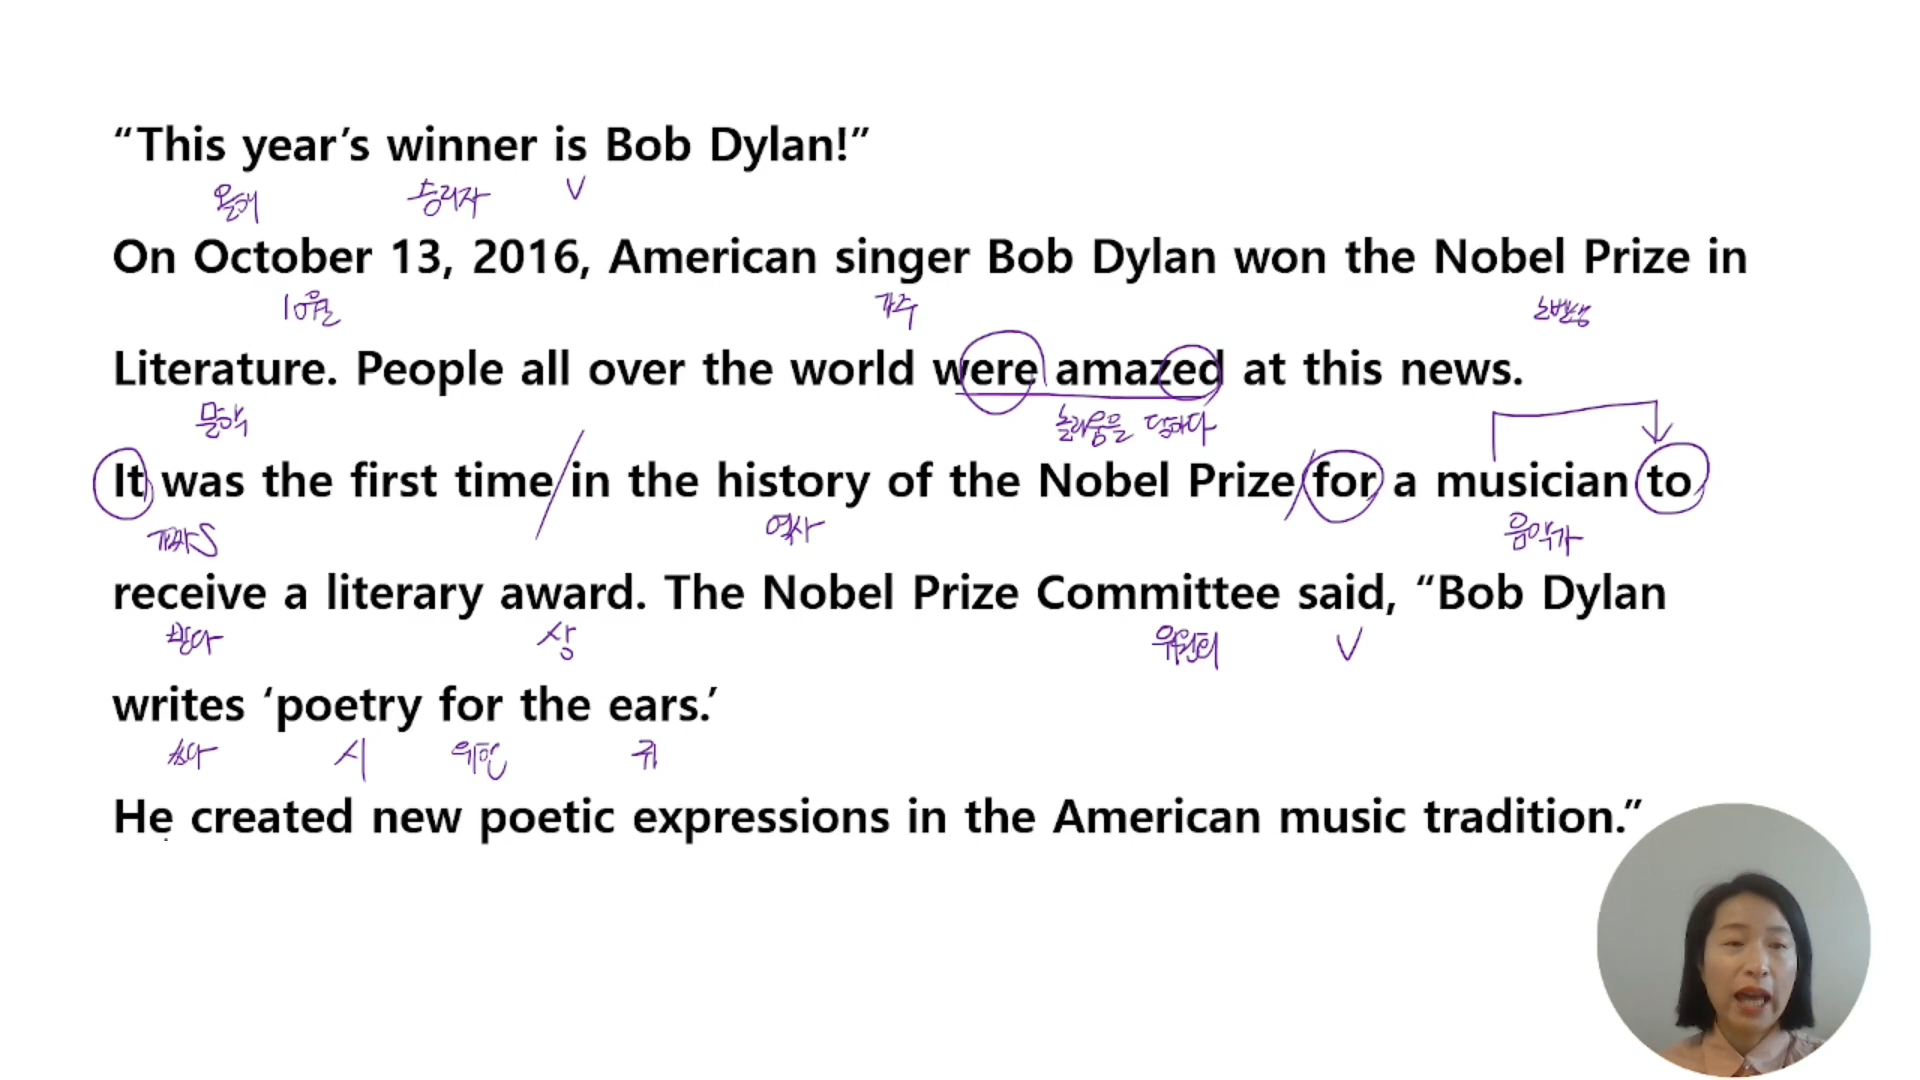 “This year’s winner is Bob Dylan!”
올해 승리자 V
On October 13, 2016, American singer Bob Dylan won the Nobel Prize in
10월 가수 노벨상
Literature. People all over the world were amazed at this news.
문학 놀라움을 당하다
It was the first time / in the history of the Nobel Prize / for a musician to
가짜S 역사 음악가
receive a literary award. The Nobel Prize Committee said, “Bob Dylan
받다 상 위원회 V
writes ‘poetry for the ears.’
쓰다 시 위한 귀
He created new poetic expressions in the American music tradition.”